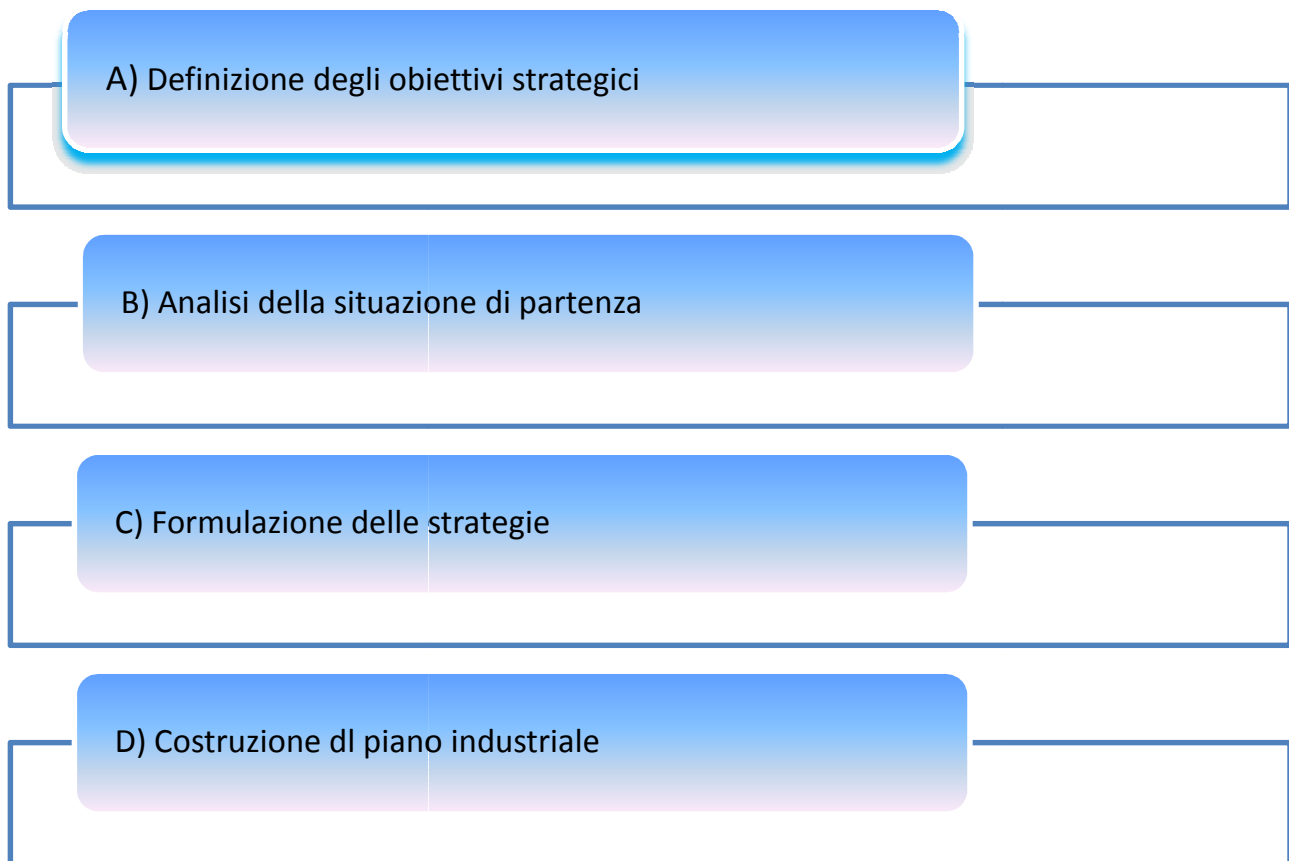 A) Definizione degli obiettivi strategici
B) Analisi della situazione di partenza
C) Formulazione delle strategie
D) Costruzione dl piano industriale